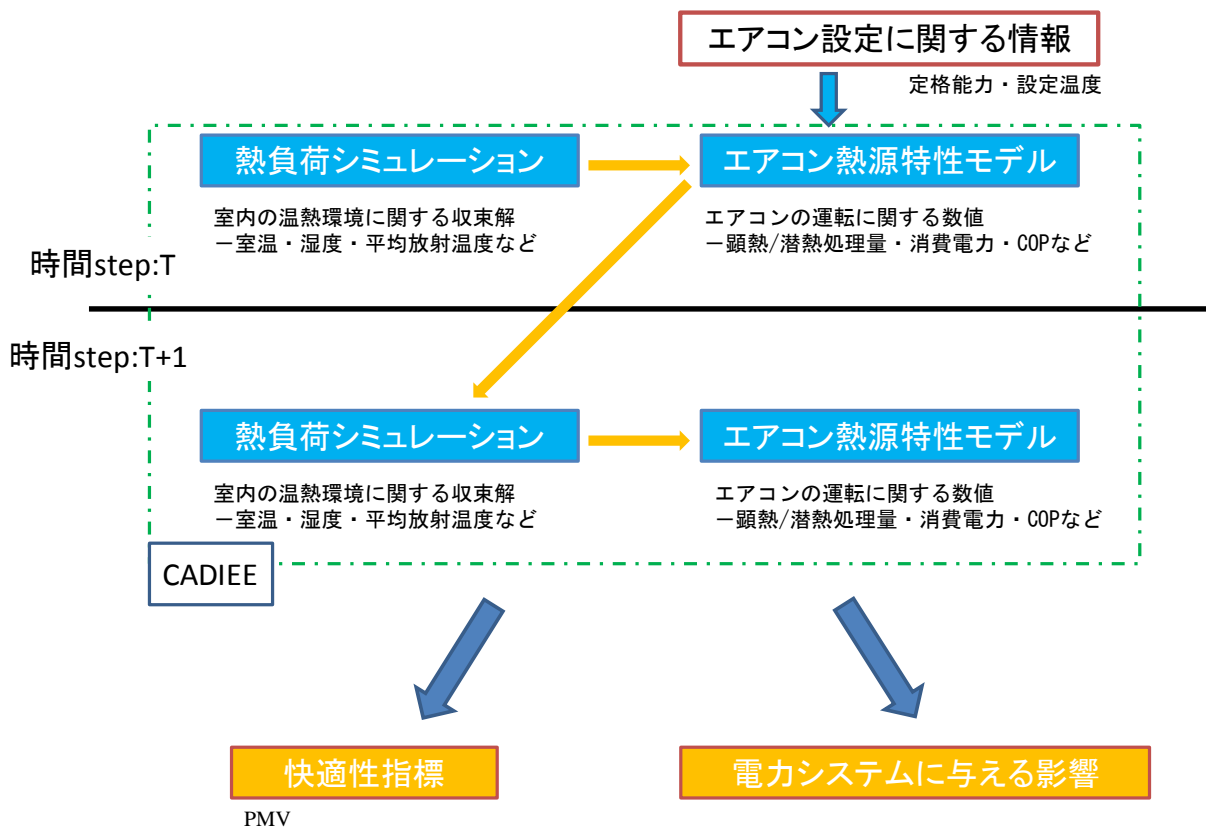 エアコン設定に関する情報
定格能力・設定温度
熱負荷シミュレーション
エアコン熱源特性モデル
室内の温熱環境に関する収束解
－室温・湿度・平均放射温度など
エアコンの運転に関する数値
－顕熱/潜熱処理量・消費電力・COPなど
時間step:T
時間step:T+1
熱負荷シミュレーション
エアコン熱源特性モデル
室内の温熱環境に関する収束解
－室温・湿度・平均放射温度など
エアコンの運転に関する数値
－顕熱/潜熱処理量・消費電力・COPなど
CADIEE
快適性指標
電力システムに与える影響
PMV